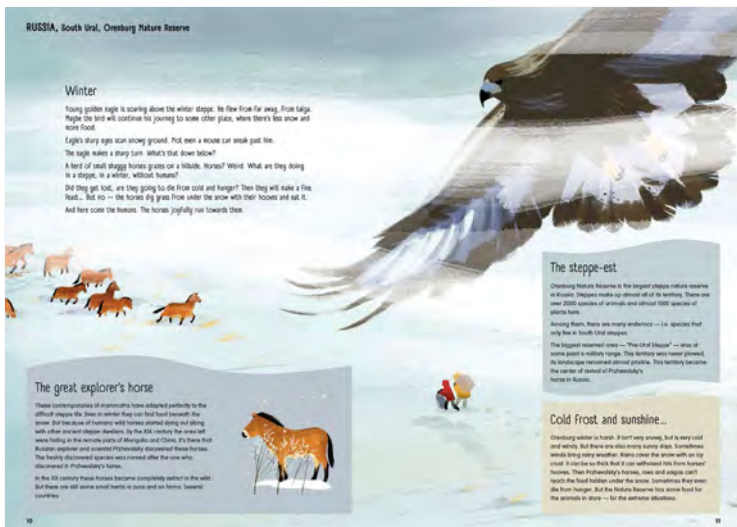 RUSSIA, South Ural, Orenburg Nature Reserve
Winter
Young golden eagle is soaring above the winter steppe. He flew from far away, from taiga.
Maybe the bird will continue his journey to some other place, where there's less snow and
more food.
Eagle's sharp eyes scan snowy ground. Not even a mouse can sneak past him.
The eagle makes a sharp turn. What's that down below?
A herd of small shaggy horses grazes on a hillside. Horses? Weird. What are they doing
in a steppe, in a winter, without humans?
Did they get lost, are they going to die from cold and hunger? Then they will make a fine
feast... But no — the horses dig grass from under the snow with their hooves and eat it.
And here come the humans. The horses joyfully run towards them.
The steppe-est
Orenburg Nature Reserve is the largest steppe nature reserve
in Russia. Steppes make up almost all of its territory. There are
over 2000 species of animals and almost 1500 species of
plants here.
Among them, there are many endemics — i.e. species that
only live in South Ural steppes.
The biggest reserved area — "Pre-Ural Steppe" — was at
some point a military range. This territory was never plowed,
its landscape remained almost pristine. This territory became
the center of revival of Przhevalsky's
horse in Russia.
The great explorer's horse
These contemporaries of mammoths have adapted perfectly to the
difficult steppe life. Even in winter they can find food beneath the
snow. But because of humans wild horses started dying out along
with other ancient steppe dwellers. By the XIX century the ones left
were hiding in the remote parts of Mongolia and China. It's there that
Russian explorer and scientist Przhevalsky discovered these horses.
The freshly discovered species was named after the one who
discovered it: Przhevalsky's horse.
In the XX century these horses became completely extinct in the wild.
But there are still some small herds in zoos and on farms. Several
countries
Cold frost and sunshine...
Orenburg winter is harsh. It isn't very snowy, but is very cold
and windy. But there are also many sunny days. Sometimes
winds bring rainy weather. Rains cover the snow with an icy
crust. It can be so thick that it can withstand hits from horses'
hooves. Then Przhevalsky's horses, roes and saigas can't
reach the food hidden under the snow. Sometimes they even
die from hunger. But the Nature Reserve has some food for
the animals in store — for the extreme situations.
10
11